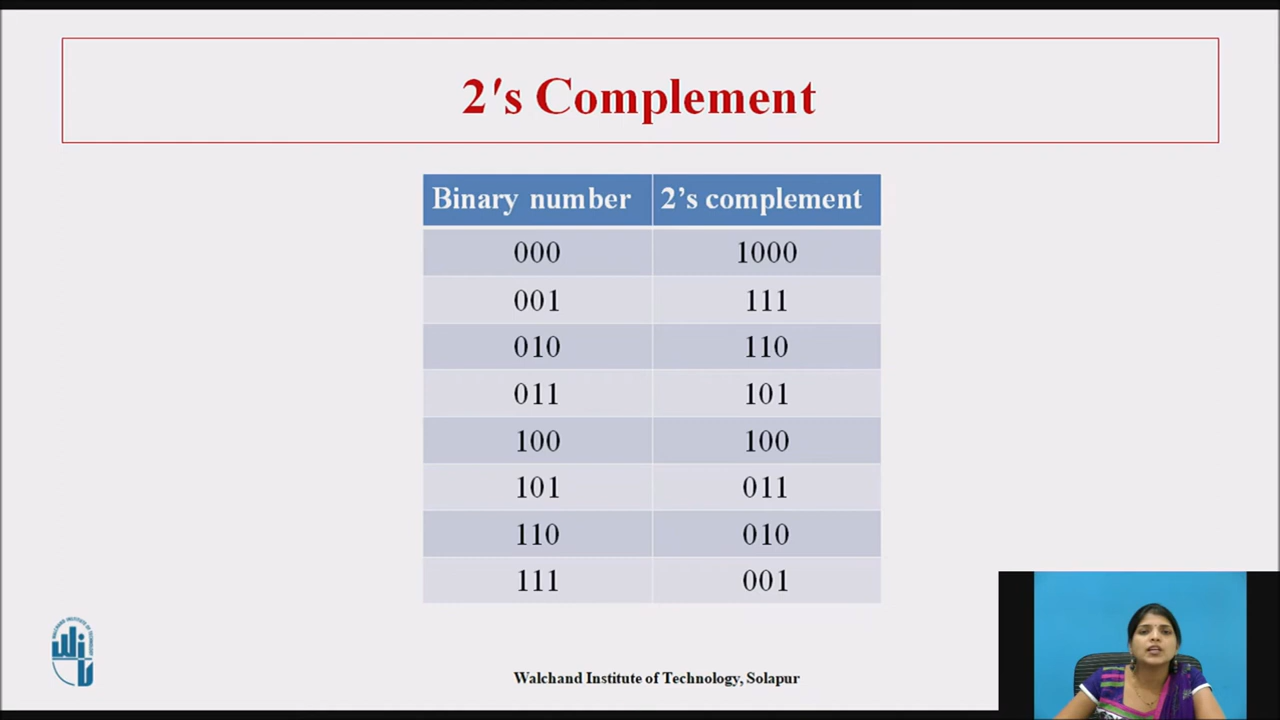 2's Complement
Binary number 2's complement
000 1000
001 111
010 110
011 101
100 100
101 011
110 010
111 001
Walchand Institute of Technology, Solapur